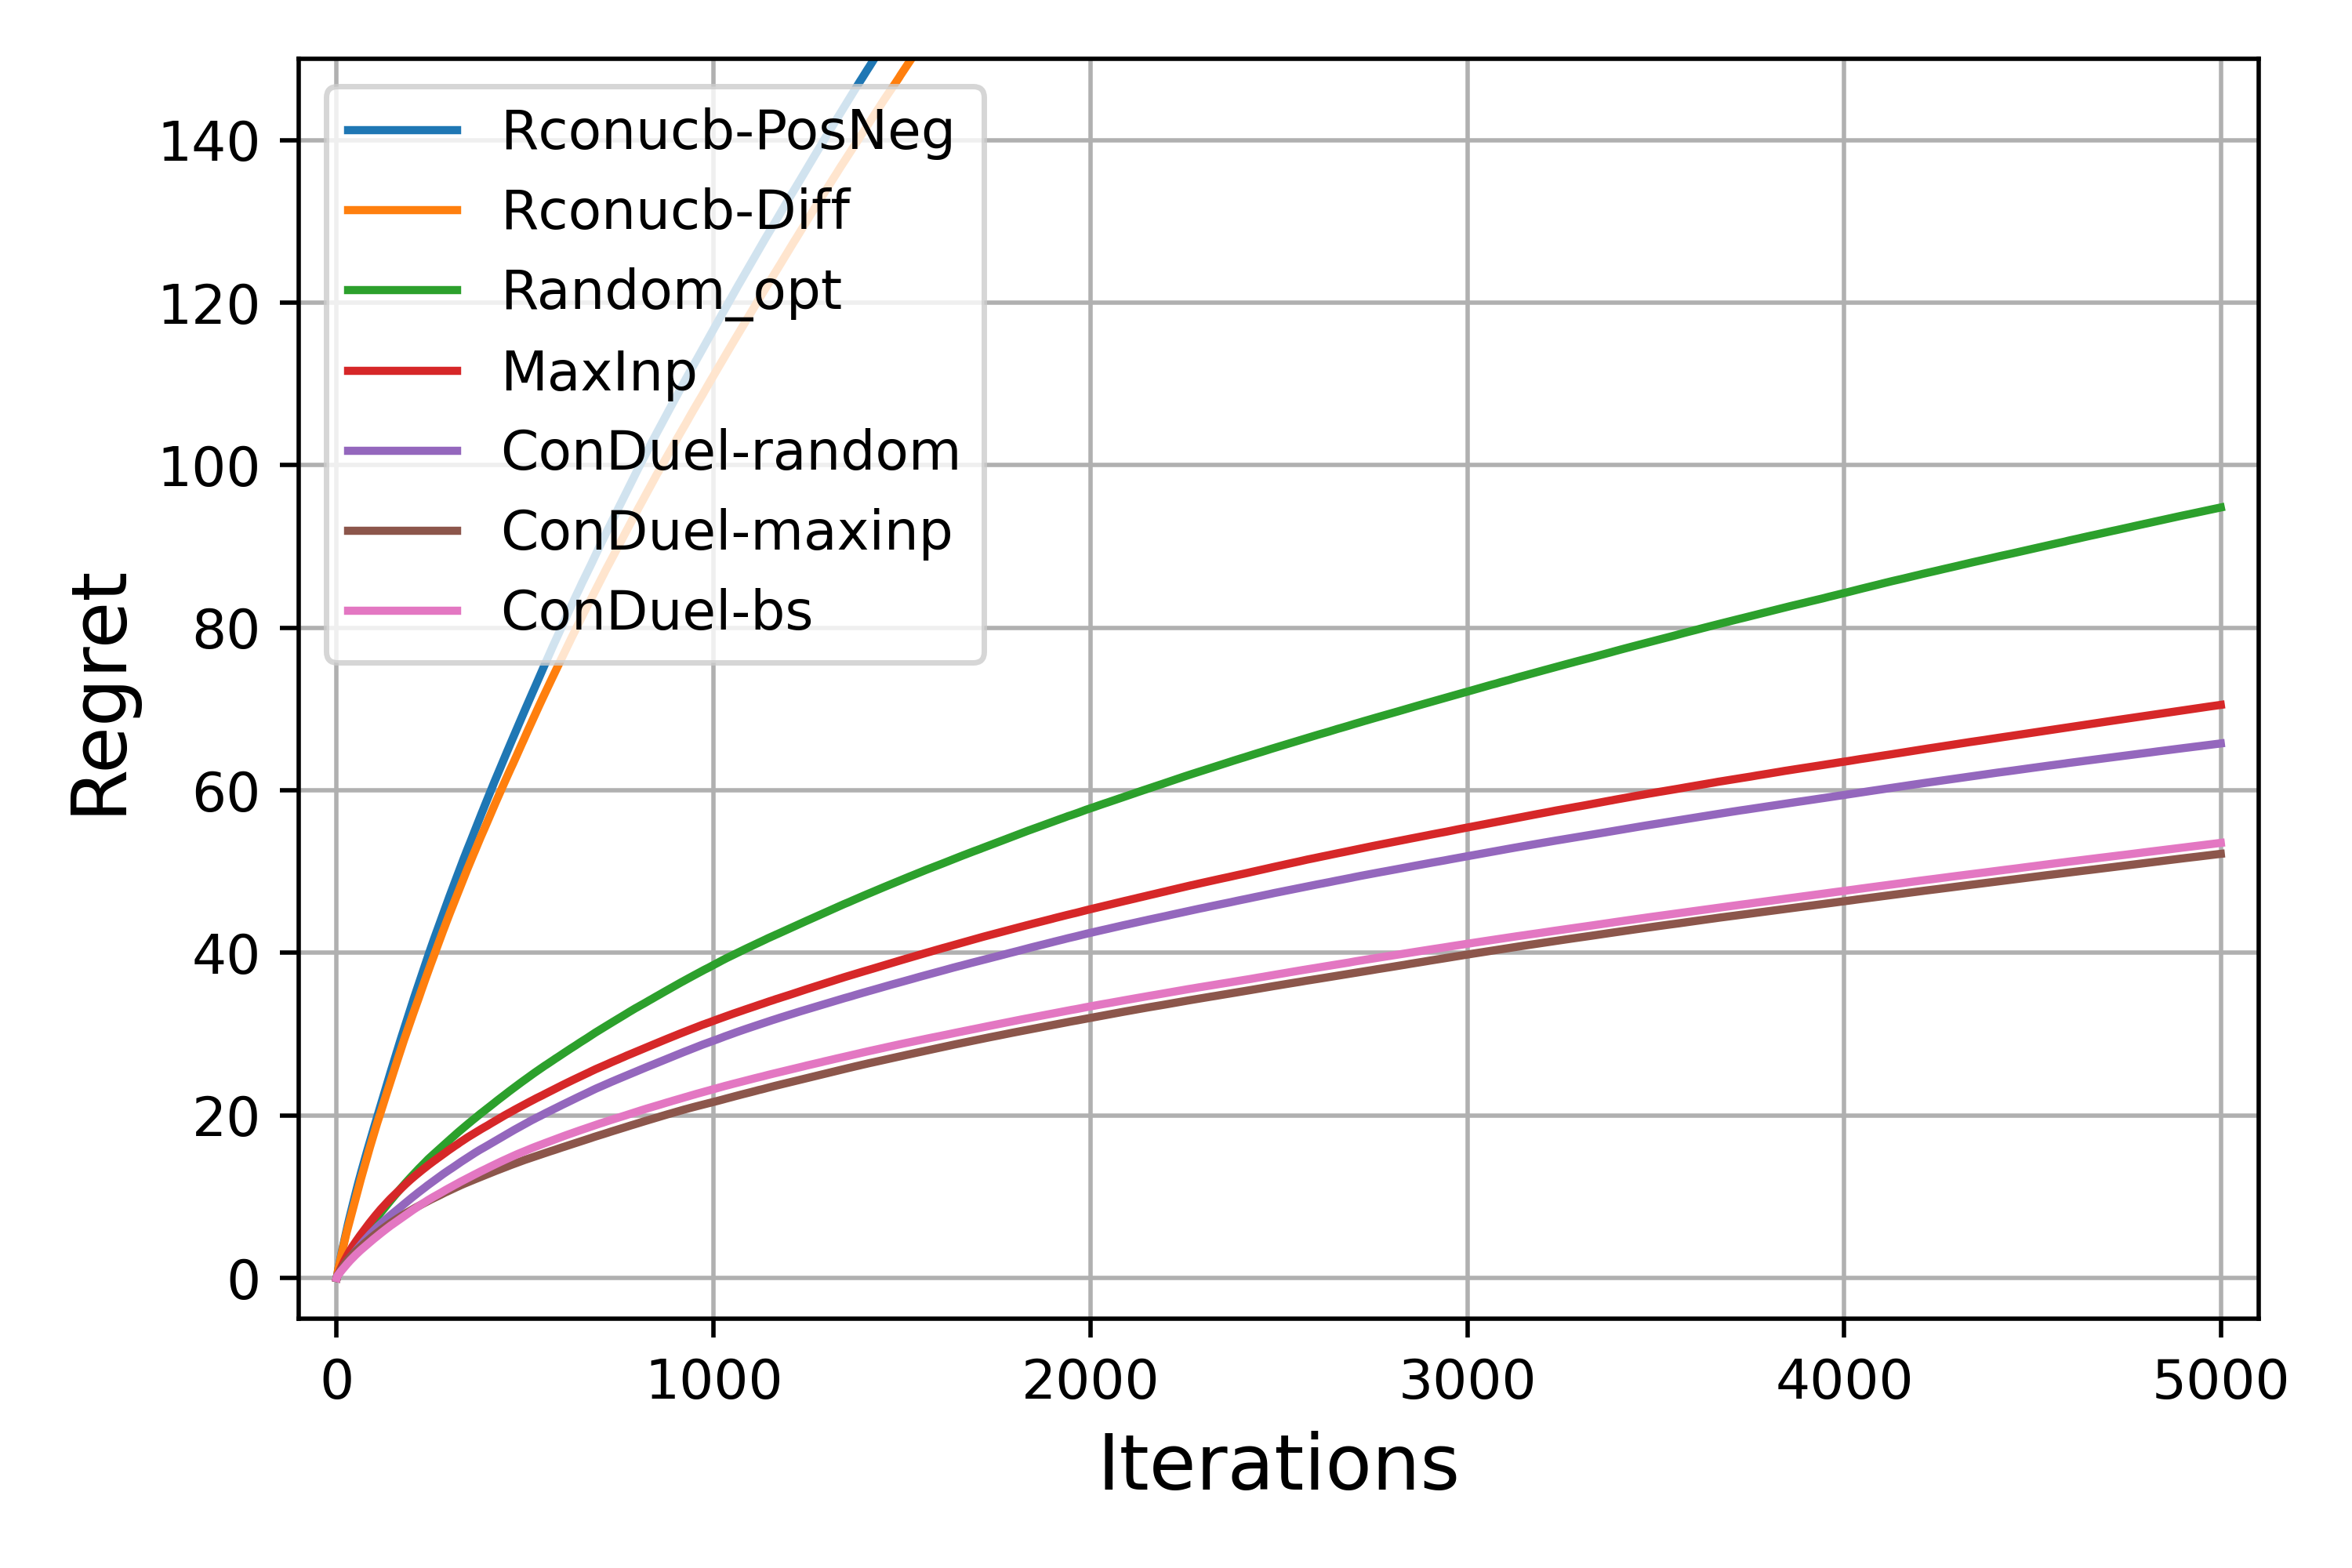 Rconucb-PosNeg
Rconucb-Diff
Random_opt
MaxInp
ConDuel-random
ConDuel-maxinp
ConDuel-bs
140
120
100
80
60
40
20
0
Regret
0 1000 2000 3000 4000 5000
Iterations